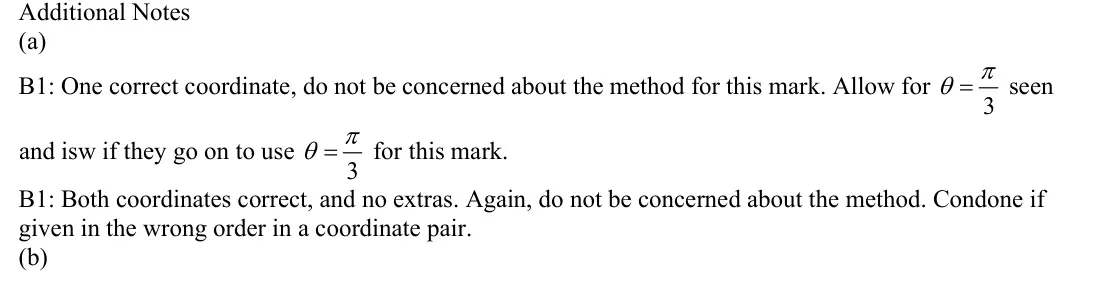 Additional Notes
(a)
B1: One correct coordinate, do not be concerned about the method for this mark. Allow for θ = π/3 seen
and isw if they go on to use θ = π/3 for this mark.
B1: Both coordinates correct, and no extras. Again, do not be concerned about the method. Condone if
given in the wrong order in a coordinate pair.
(b)